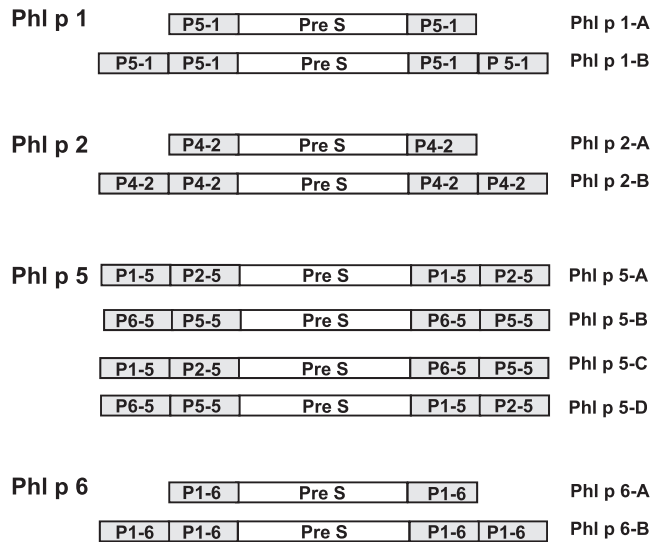 Phl p 1 P5-1 Pre S P5-1 Phl p 1-A
P5-1 P5-1 Pre S P5-1 P 5-1 Phl p 1-B
Phl p 2 P4-2 Pre S P4-2 Phl p 2-A
P4-2 P4-2 Pre S P4-2 P4-2 Phl p 2-B
Phl p 5 P1-5 P2-5 Pre S P1-5 P2-5 Phl p 5-A
P6-5 P5-5 Pre S P6-5 P5-5 Phl p 5-B
P1-5 P2-5 Pre S P6-5 P5-5 Phl p 5-C
P6-5 P5-5 Pre S P1-5 P2-5 Phl p 5-D
Phl p 6 P1-6 Pre S P1-6 Phl p 6-A
P1-6 P1-6 Pre S P1-6 P1-6 Phl p 6-B